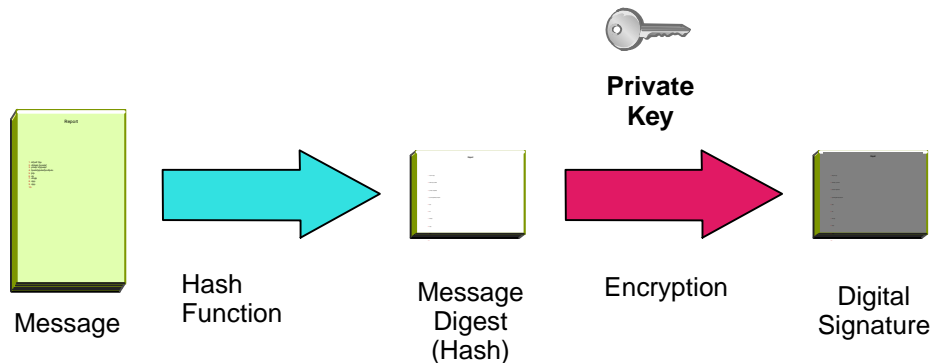 Private
Key
Report
Message
Hash
Function
Message
Digest
(Hash)
Encryption
Digital
Signature